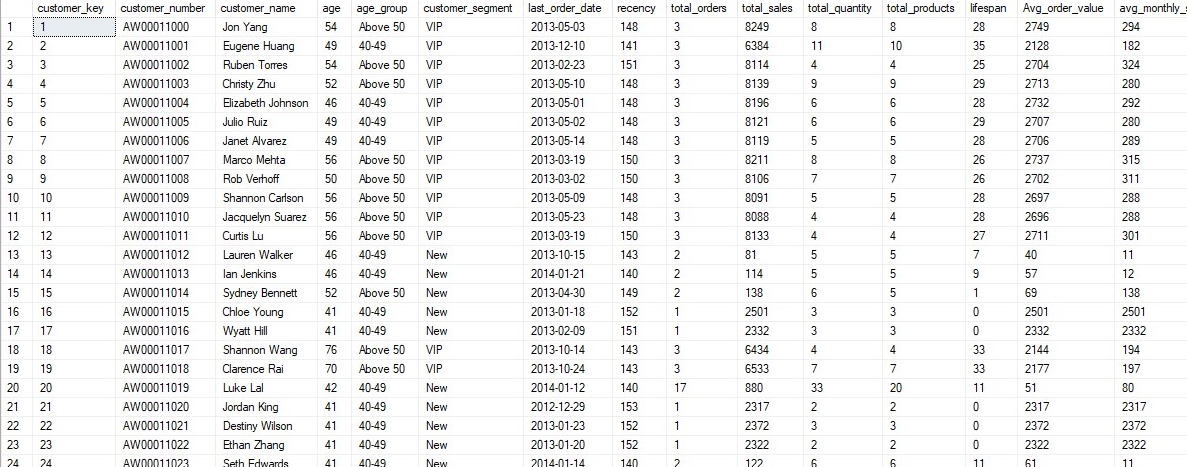 customer_key customer_number customer_name age age_group customer_segment last_order_date recency total_orders total_sales total_quantity total_products lifespan Avg_order_value avg_monthly_s
1 1 AW00011000 Jon Yang 54 Above 50 VIP 2013-05-03 148 3 8249 8 8 28 2749 294
2 2 AW00011001 Eugene Huang 49 40-49 VIP 2013-12-10 141 3 6384 11 10 35 2128 182
3 3 AW00011002 Ruben Torres 54 Above 50 VIP 2013-02-23 151 3 8114 4 4 25 2704 324
4 4 AW00011003 Christy Zhu 52 Above 50 VIP 2013-05-10 148 3 8139 9 9 29 2713 280
5 5 AW00011004 Elizabeth Johnson 46 40-49 VIP 2013-05-01 148 3 8196 6 6 28 2732 292
6 6 AW00011005 Julio Ruiz 49 40-49 VIP 2013-05-02 148 3 8121 6 6 29 2707 280
7 7 AW00011006 Janet Alvarez 49 40-49 VIP 2013-05-14 148 3 8119 5 5 28 2706 289
8 8 AW00011007 Marco Mehta 56 Above 50 VIP 2013-03-19 150 3 8211 8 8 26 2737 315
9 9 AW00011008 Rob Verhoff 50 Above 50 VIP 2013-03-02 150 3 8106 7 7 26 2702 311
10 10 AW00011009 Shannon Carlson 56 Above 50 VIP 2013-05-09 148 3 8091 5 5 28 2697 288
11 11 AW00011010 Jacquelyn Suarez 56 Above 50 VIP 2013-05-23 148 3 8088 4 4 28 2696 288
12 12 AW00011011 Curtis Lu 56 Above 50 VIP 2013-03-19 150 3 8133 4 4 27 2711 301
13 13 AW00011012 Lauren Walker 46 40-49 New 2013-10-15 143 2 81 5 5 7 40 11
14 14 AW00011013 Ian Jenkins 46 40-49 New 2014-01-21 140 2 114 5 5 9 57 12
15 15 AW00011014 Sydney Bennett 52 Above 50 New 2013-04-30 149 2 138 6 5 1 69 138
16 16 AW00011015 Chloe Young 41 40-49 New 2013-01-18 152 1 2501 3 3 0 2501 2501
17 17 AW00011016 Wyatt Hill 41 40-49 New 2013-02-09 151 1 2332 3 3 0 2332 2332
18 18 AW00011017 Shannon Wang 76 Above 50 VIP 2013-10-14 143 3 6434 4 4 33 2144 194
19 19 AW00011018 Clarence Rai 70 Above 50 VIP 2013-10-24 143 3 6533 7 7 33 2177 197
20 20 AW00011019 Luke Lal 42 40-49 New 2014-01-12 140 17 880 33 20 11 51 80
21 21 AW00011020 Jordan King 41 40-49 New 2012-12-29 153 1 2317 2 2 0 2317 2317
22 22 AW00011021 Destiny Wilson 41 40-49 New 2013-01-23 152 1 2372 3 3 0 2372 2372
23 23 AW00011022 Ethan Zhang 41 40-49 New 2013-01-20 152 1 2322 2 2 0 2322 2322
24 24 AW00011023 Seth Edwards 41 40-49 New 2014-01-14 140 2 122 6 6 11 61 11